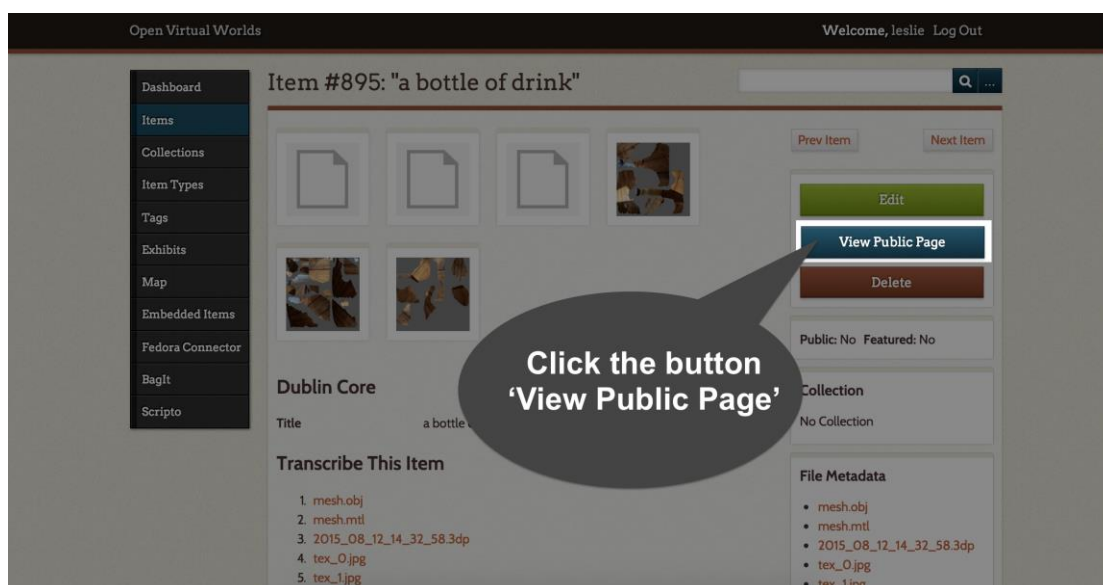 Open Virtual Worlds
Welcome, leslie Log Out
Dashboard
Items
Collections
Item Types
Tags
Exhibits
Map
Embedded Items
Fedora Connector
BagIt
Scripto
Item #895: "a bottle of drink"
...
Prev Item
Next Item
Edit
View Public Page
Delete
Click the button
‘View Public Page’
Public: No Featured: No
Dublin Core
Title a bottle
Collection
No Collection
Transcribe This Item
1. mesh.obj
2. mesh.mtl
3. 2015_08_12_14_32_58.3dp
4. tex_0.jpg
5. tex_1.jpg
File Metadata
• mesh.obj
• mesh.mtl
• 2015_08_12_14_32_58.3dp
• tex_0.jpg
• tex_1.jpg